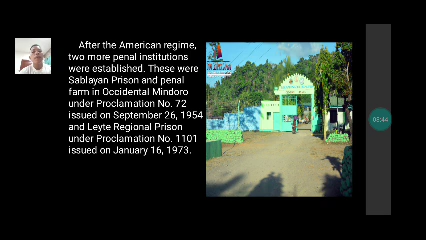 After the American regime,
two more penal institutions
were established. These were
Sablayan Prison and penal
farm in Occidental Mindoro
under Proclamation No. 72
issued on September 26, 1954
and Leyte Regional Prison
under Proclamation No. 1101
issued on January 16, 1973.